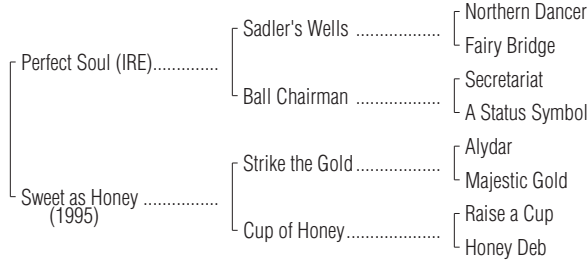 Northern Dancer
Sadler's Wells ..................
Fairy Bridge
Perfect Soul (IRE)..............
Secretariat
Ball Chairman ..................
A Status Symbol
Alydar
Strike the Gold ..................
Majestic Gold
Sweet as Honey ................
(1995)
Raise a Cup
Cup of Honey....................
Honey Deb